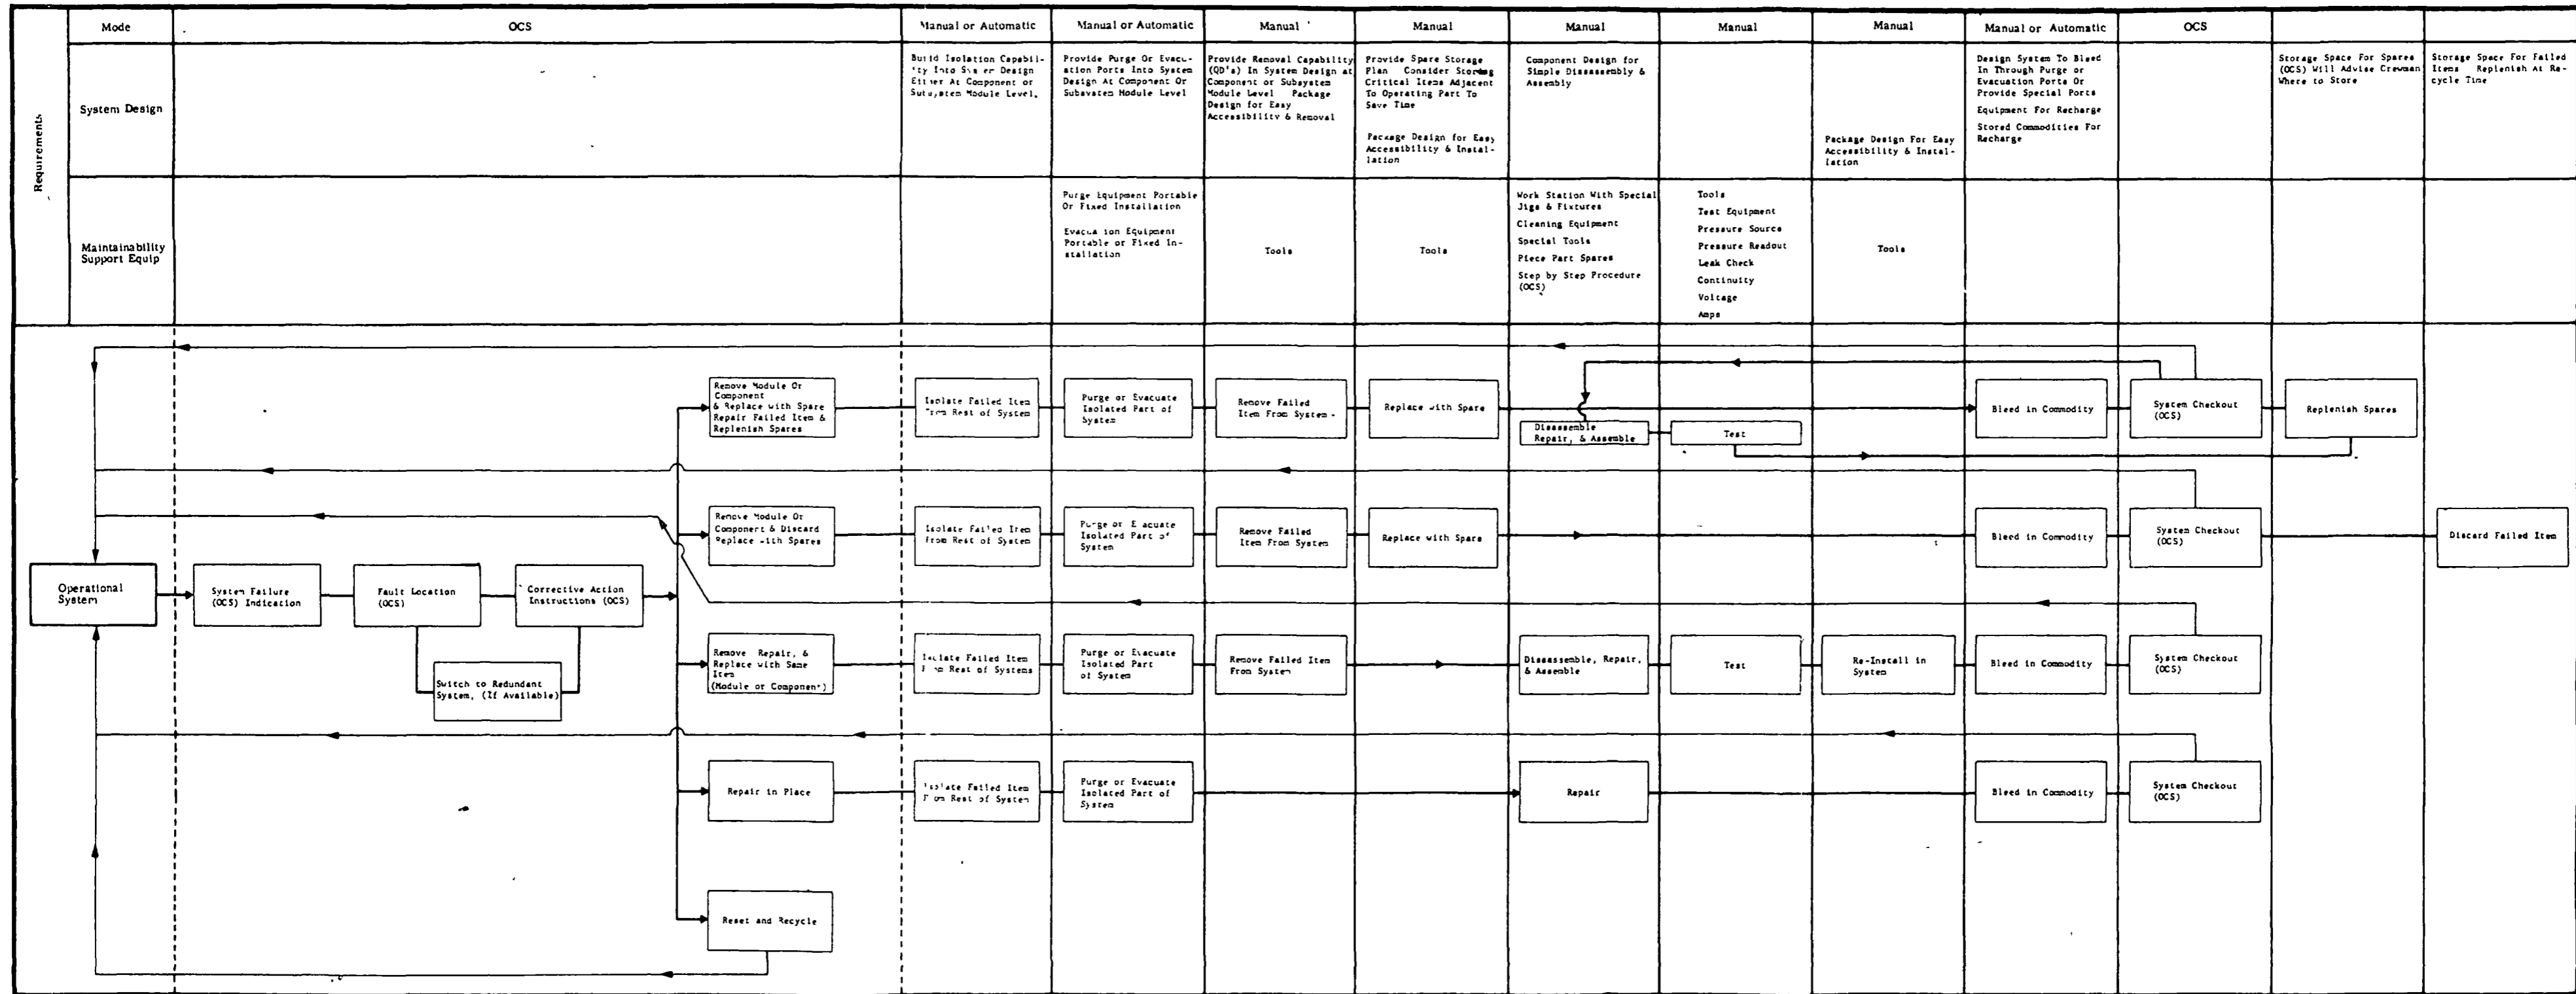 Mode
OCS
Manual or Automatic
Manual or Automatic
Manual
Manual
Manual
Manual
Manual
Manual or Automatic
OCS
Requirements
System Design
Build Isolation Capabil-
Into Design
Either At Component or
Subsystem Module Level.
Provide Purge Or Evacu-
ation Ports Into System
Design At Component Or
Subsystem Module Level
Provide Removal Capability
(QD's) In System Design at
Component or Subsystem
Module Level Package
Design for Easy
Accessibility & Removal
Provide Spare Storage
Plan Consider Storing
Critical Items Adjacent
To Operating Part To
Save Time
Package Design for Easy
Accessibility & Instal-
lation
Component Design for
Simple Disassembly &
Assembly
Package Design For Easy
Accessibility & Instal-
lation
Design System To Bleed
In Through Purge or
Evacuation Ports Or
Provide Special Ports
Equipment For Recharge
Stored Commodities For
Recharge
Storage Space For Spares
(OCS) Will Advise Crewman
Where to Store
Storage Space For Failed
Items Replenish At Re-
cycle Time
Maintainability
Support Equip
Purge Equipment Portable
Or Fixed Installation
Equipment
Portable or Fixed In-
stallation
Tools
Tools
Work Station With Special
Jigs & Fixtures
Cleaning Equipment
Special Tools
Piece Part Spares
Step by Step Procedure
(OCS)
Tools
Test Equipment
Pressure Source
Pressure Readout
Leak Check
Continuity
Voltage
Amps
Tools
Remove Module Or
Component
& Replace with Spare
Repair Failed Item &
Replenish Spares
Isolate Failed Item
From Rest of System
Purge or Evacuate
Isolated Part of
System
Remove Failed
Item From System
Replace with Spare
Disassemble
Repair, & Assemble
Test
Bleed in Commodity
System Checkout
(OCS)
Replenish Spares
Remove Module Or
Component & Discard
Replace with Spares
Isolate Failed Item
From Rest of System
Purge or Evacuate
Isolated Part of
System
Remove Failed
Item From System
Replace with Spare
Bleed in Commodity
System Checkout
(OCS)
Discard Failed Item
Operational
System
System Failure
(OCS) Indication
Fault Location
(OCS)
Corrective Action
Instructions (OCS)
Switch to Redundant
System, (If Available)
Remove Repair, &
Replace with Same
Item
(Module or Component)
Isolate Failed Item
From Rest of Systems
Purge or Evacuate
Isolated Part
of System
Remove Failed Item
From System
Disassemble, Repair,
& Assemble
Test
Re-Install in
System
Bleed in Commodity
System Checkout
(OCS)
Repair in Place
Isolate Failed Item
From Rest of System
Purge or Evacuate
Isolated Part of
System
Repair
Bleed in Commodity
System Checkout
(OCS)
Reset and Recycle